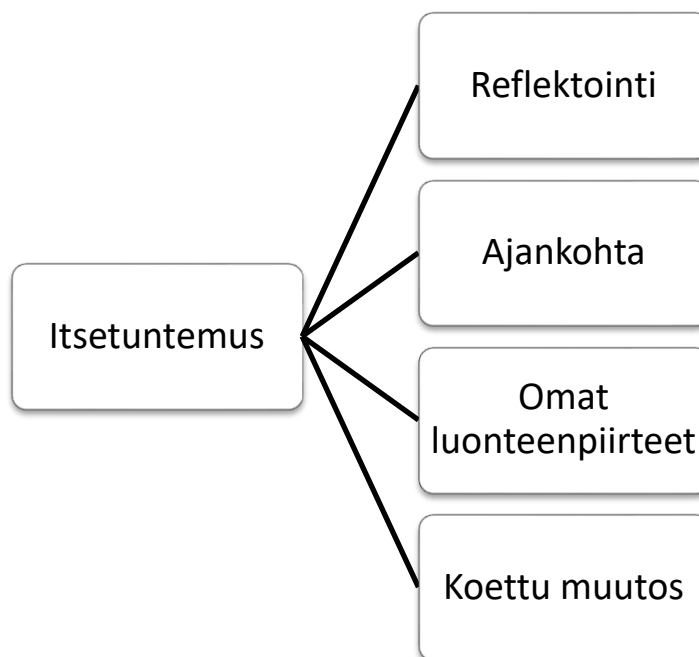 Reflektointi
Ajankohta
Itsetuntemus
Omat
luonteenpiirteet
Koettu muutos